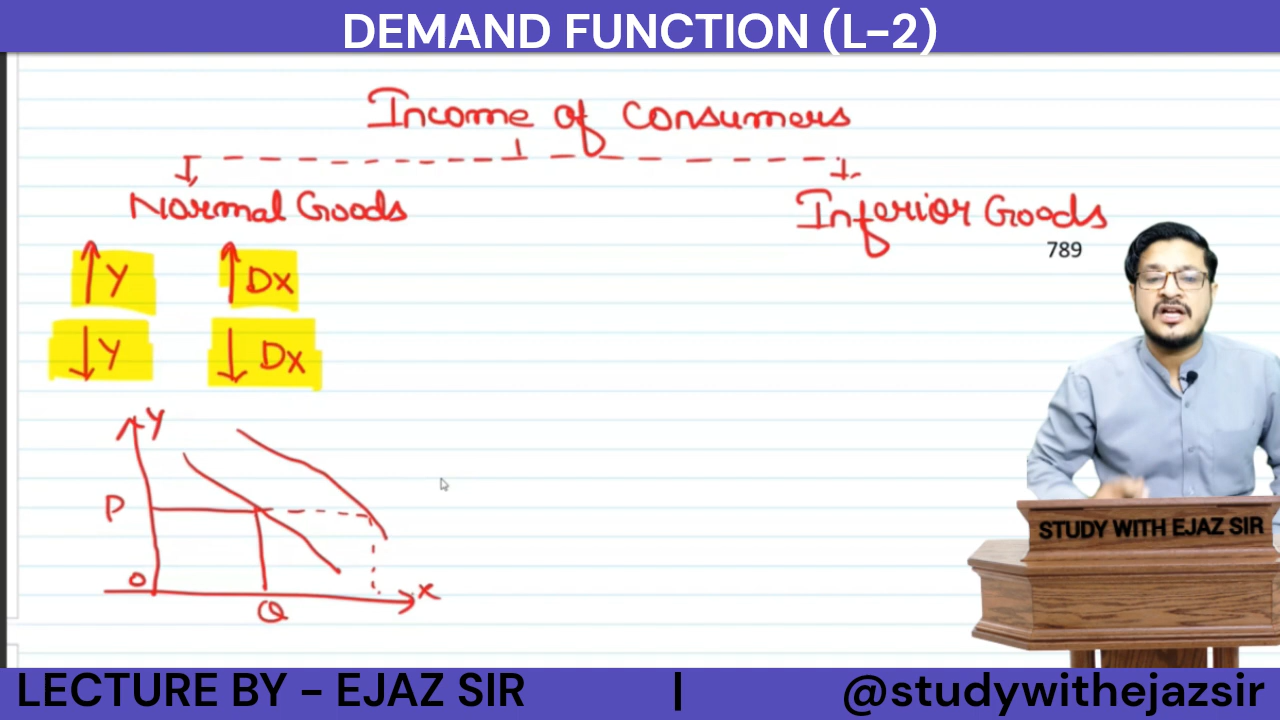 DEMAND FUNCTION (L-2)
Income of Consumers
Normal Goods
Inferior Goods
789
↑Y ↑Dx
↓Y ↓Dx
Y
P
O
Q
x
STUDY WITH EJAZ SIR
LECTURE BY - EJAZ SIR | @studywithejazsir